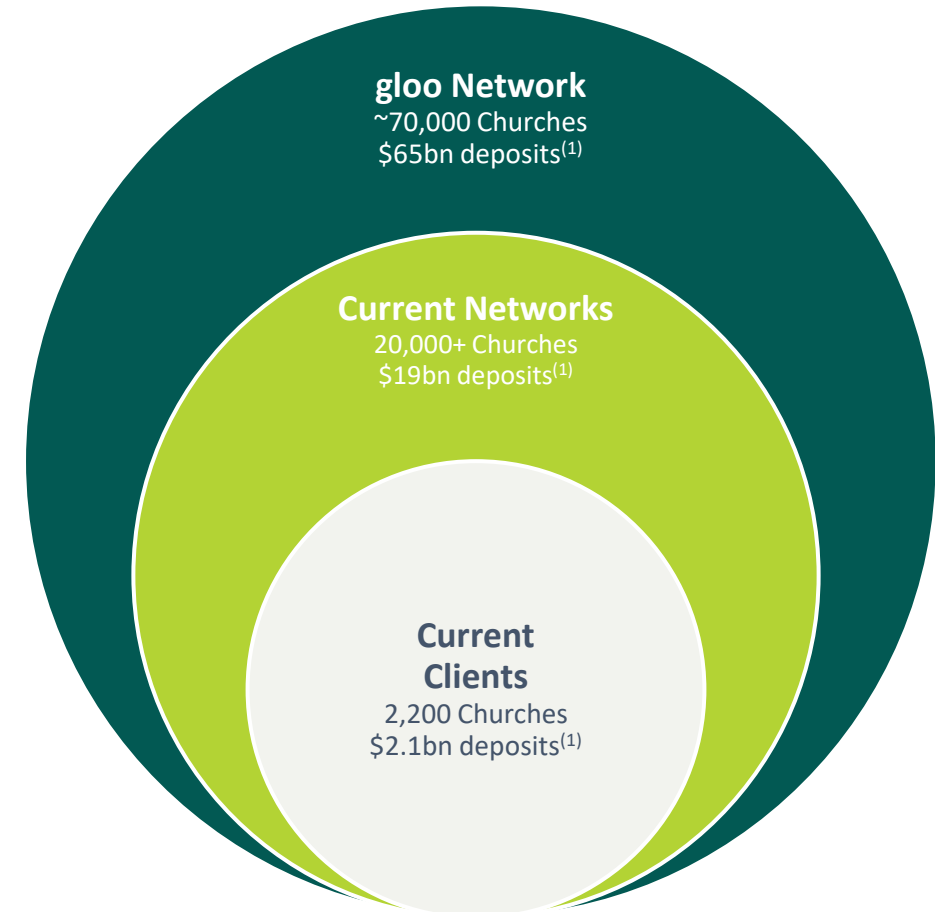 gloo Network
~70,000 Churches
$65bn deposits(1)
Current Networks
20,000+ Churches
$19bn deposits(1)
Current
Clients
2,200 Churches
$2.1bn deposits(1)